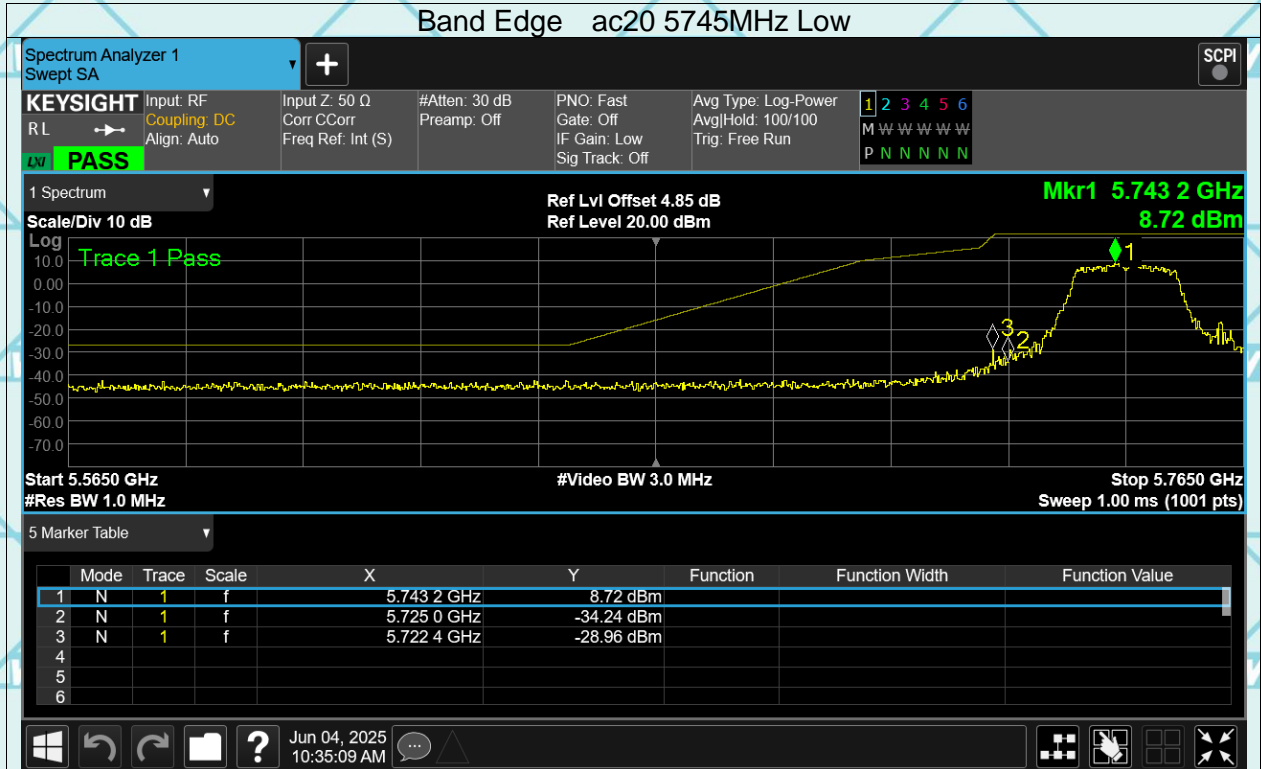 Band Edge ac20 5745MHz Low
Spectrum Analyzer 1
Swept SA
+
SCPI
KEYSIGHT Input: RF Input Z: 50 Ω #Atten: 30 dB PNO: Fast Avg Type: Log-Power 1 2 3 4 5 6
RL Coupling: DC Corr CCorr Preamp: Off Gate: Off Avg|Hold: 100/100 M W W W W W
Align: Auto Freq Ref: Int (S) IF Gain: Low Trig: Free Run P N N N N N
LXI PASS Sig Track: Off
1 Spectrum Ref Lvl Offset 4.85 dB Mkr1 5.743 2 GHz
Scale/Div 10 dB Ref Level 20.00 dBm 8.72 dBm
Log
Trace 1 Pass
10.0
0.00
-10.0
-20.0
-30.0
-40.0
-50.0
-60.0
-70.0
1
3
2
Start 5.5650 GHz #Video BW 3.0 MHz Stop 5.7650 GHz
#Res BW 1.0 MHz Sweep 1.00 ms (1001 pts)
5 Marker Table
Mode Trace Scale X Y Function Function Width Function Value
1 N 1 f 5.743 2 GHz 8.72 dBm
2 N 1 f 5.725 0 GHz -34.24 dBm
3 N 1 f 5.722 4 GHz -28.96 dBm
4
5
6
? Jun 04, 2025
10:35:09 AM